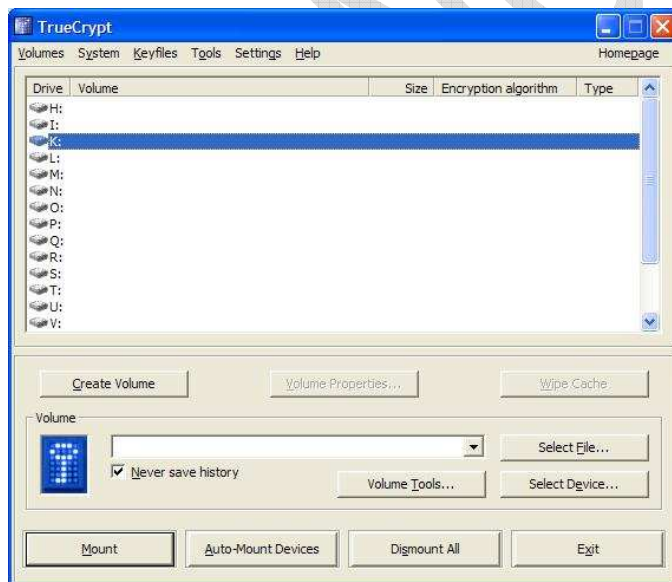 TrueCrypt
Volumes System Keyfiles Tools Settings Help Homepage
Drive Volume Size Encryption algorithm Type
H:
I:
K:
L:
M:
N:
O:
P:
Q:
R:
S:
T:
U:
V:
Create Volume Volume Properties... Wipe Cache
Volume
Never save history
Select File...
Volume Tools... Select Device...
Mount Auto-Mount Devices Dismount All Exit